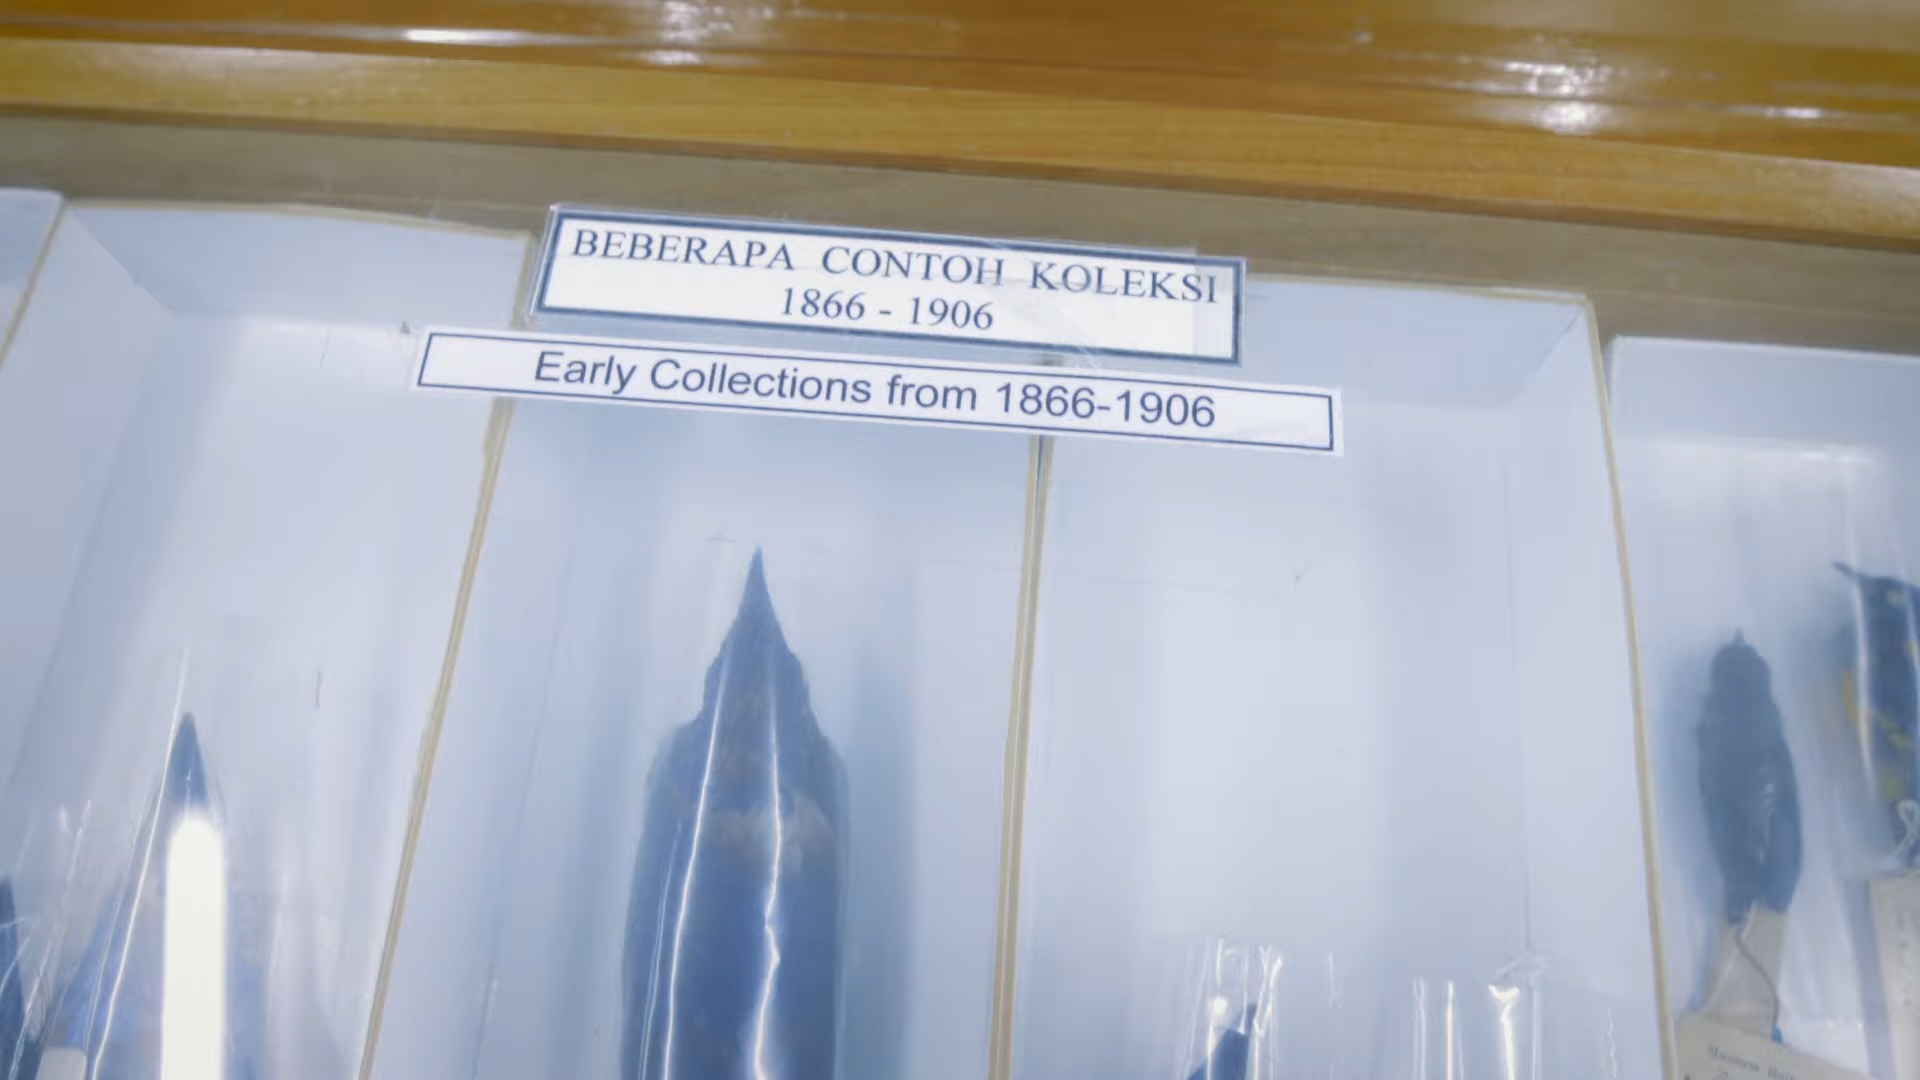 BEBERAPA CONTOH KOLEKSI
1866 - 1906
Early Collections from 1866-1906